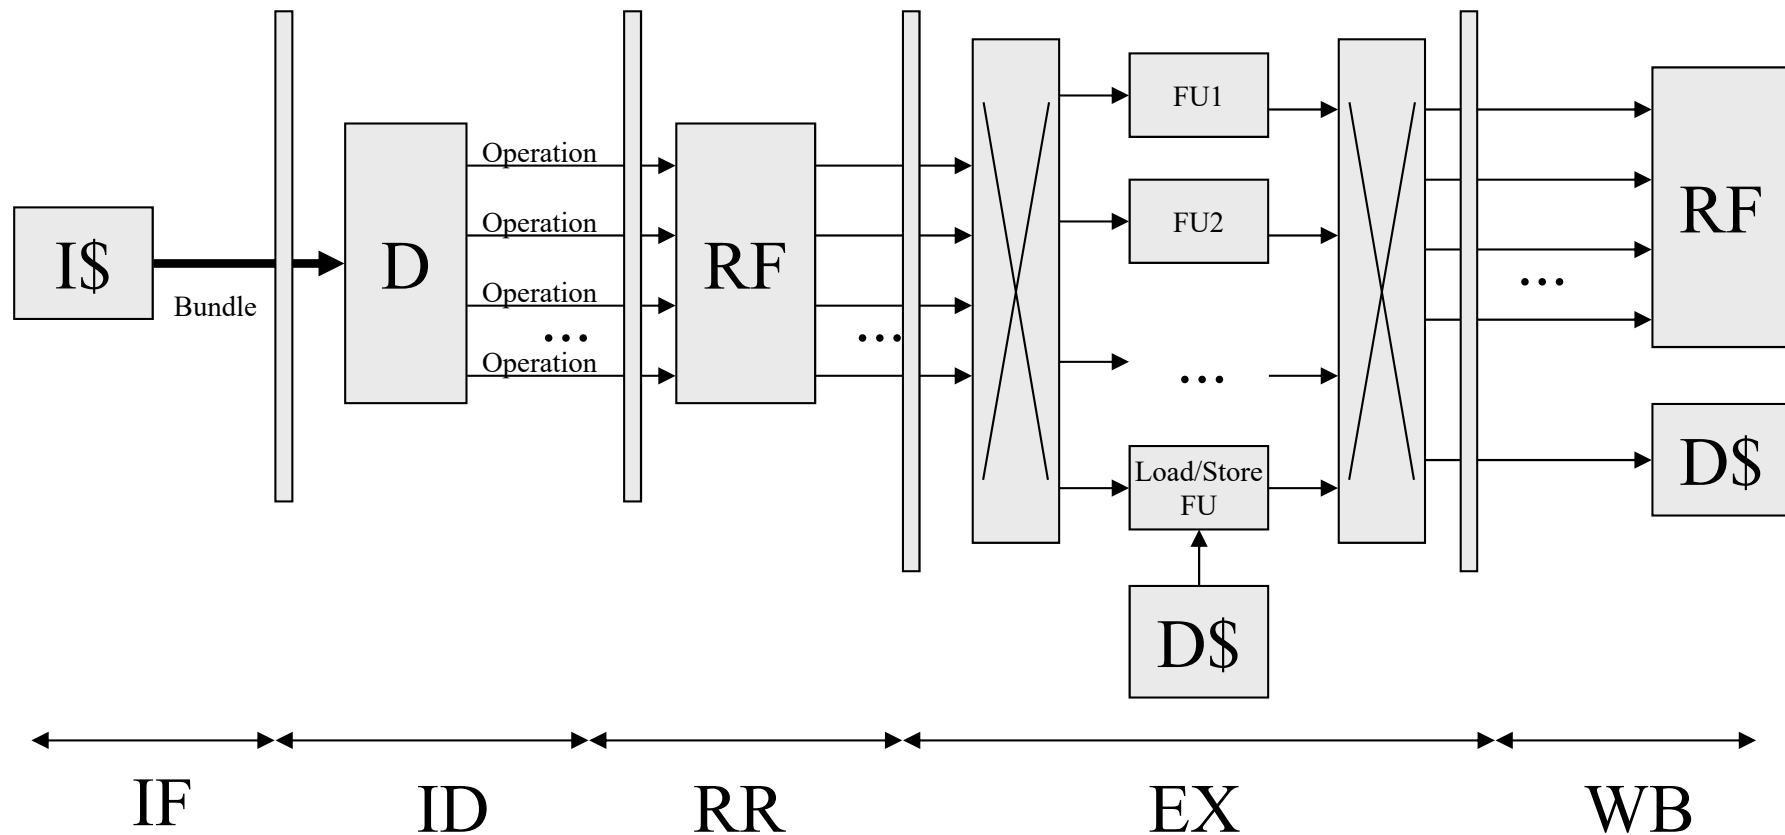 I$
Bundle
D
Operation
Operation
Operation
...
Operation
RF
...
FU1
FU2
...
Load/Store
FU
D$
...
RF
D$
IF
ID
RR
EX
WB